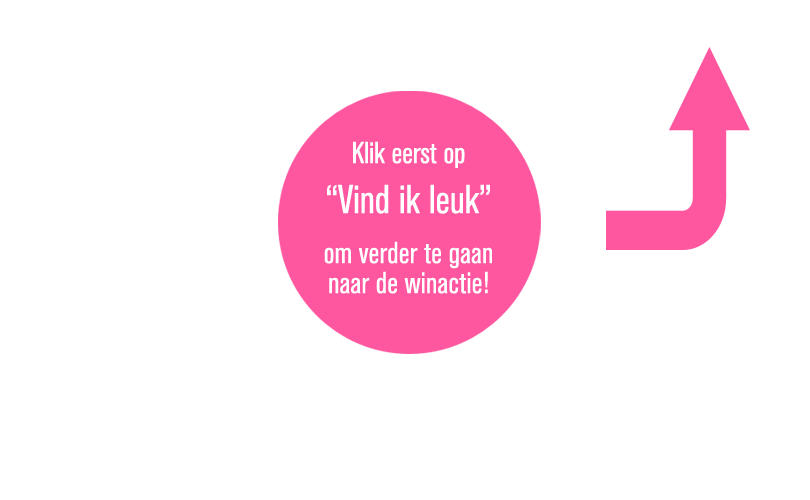 Klik eerst op
“Vind ik leuk”
om verder te gaan
naar de winactie!